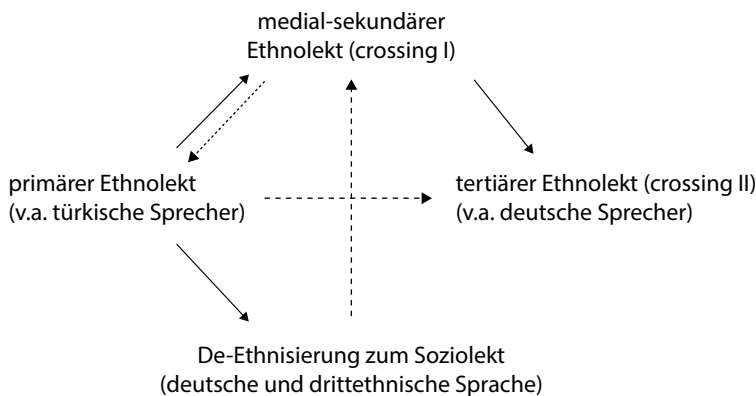 medial-sekundärer
Ethnolekt (crossing I)
primärer Ethnolekt
(v.a. türkische Sprecher)
tertiärer Ethnolekt (crossing II)
(v.a. deutsche Sprecher)
De-Ethnisierung zum Soziolekt
(deutsche und drittethnische Sprache)